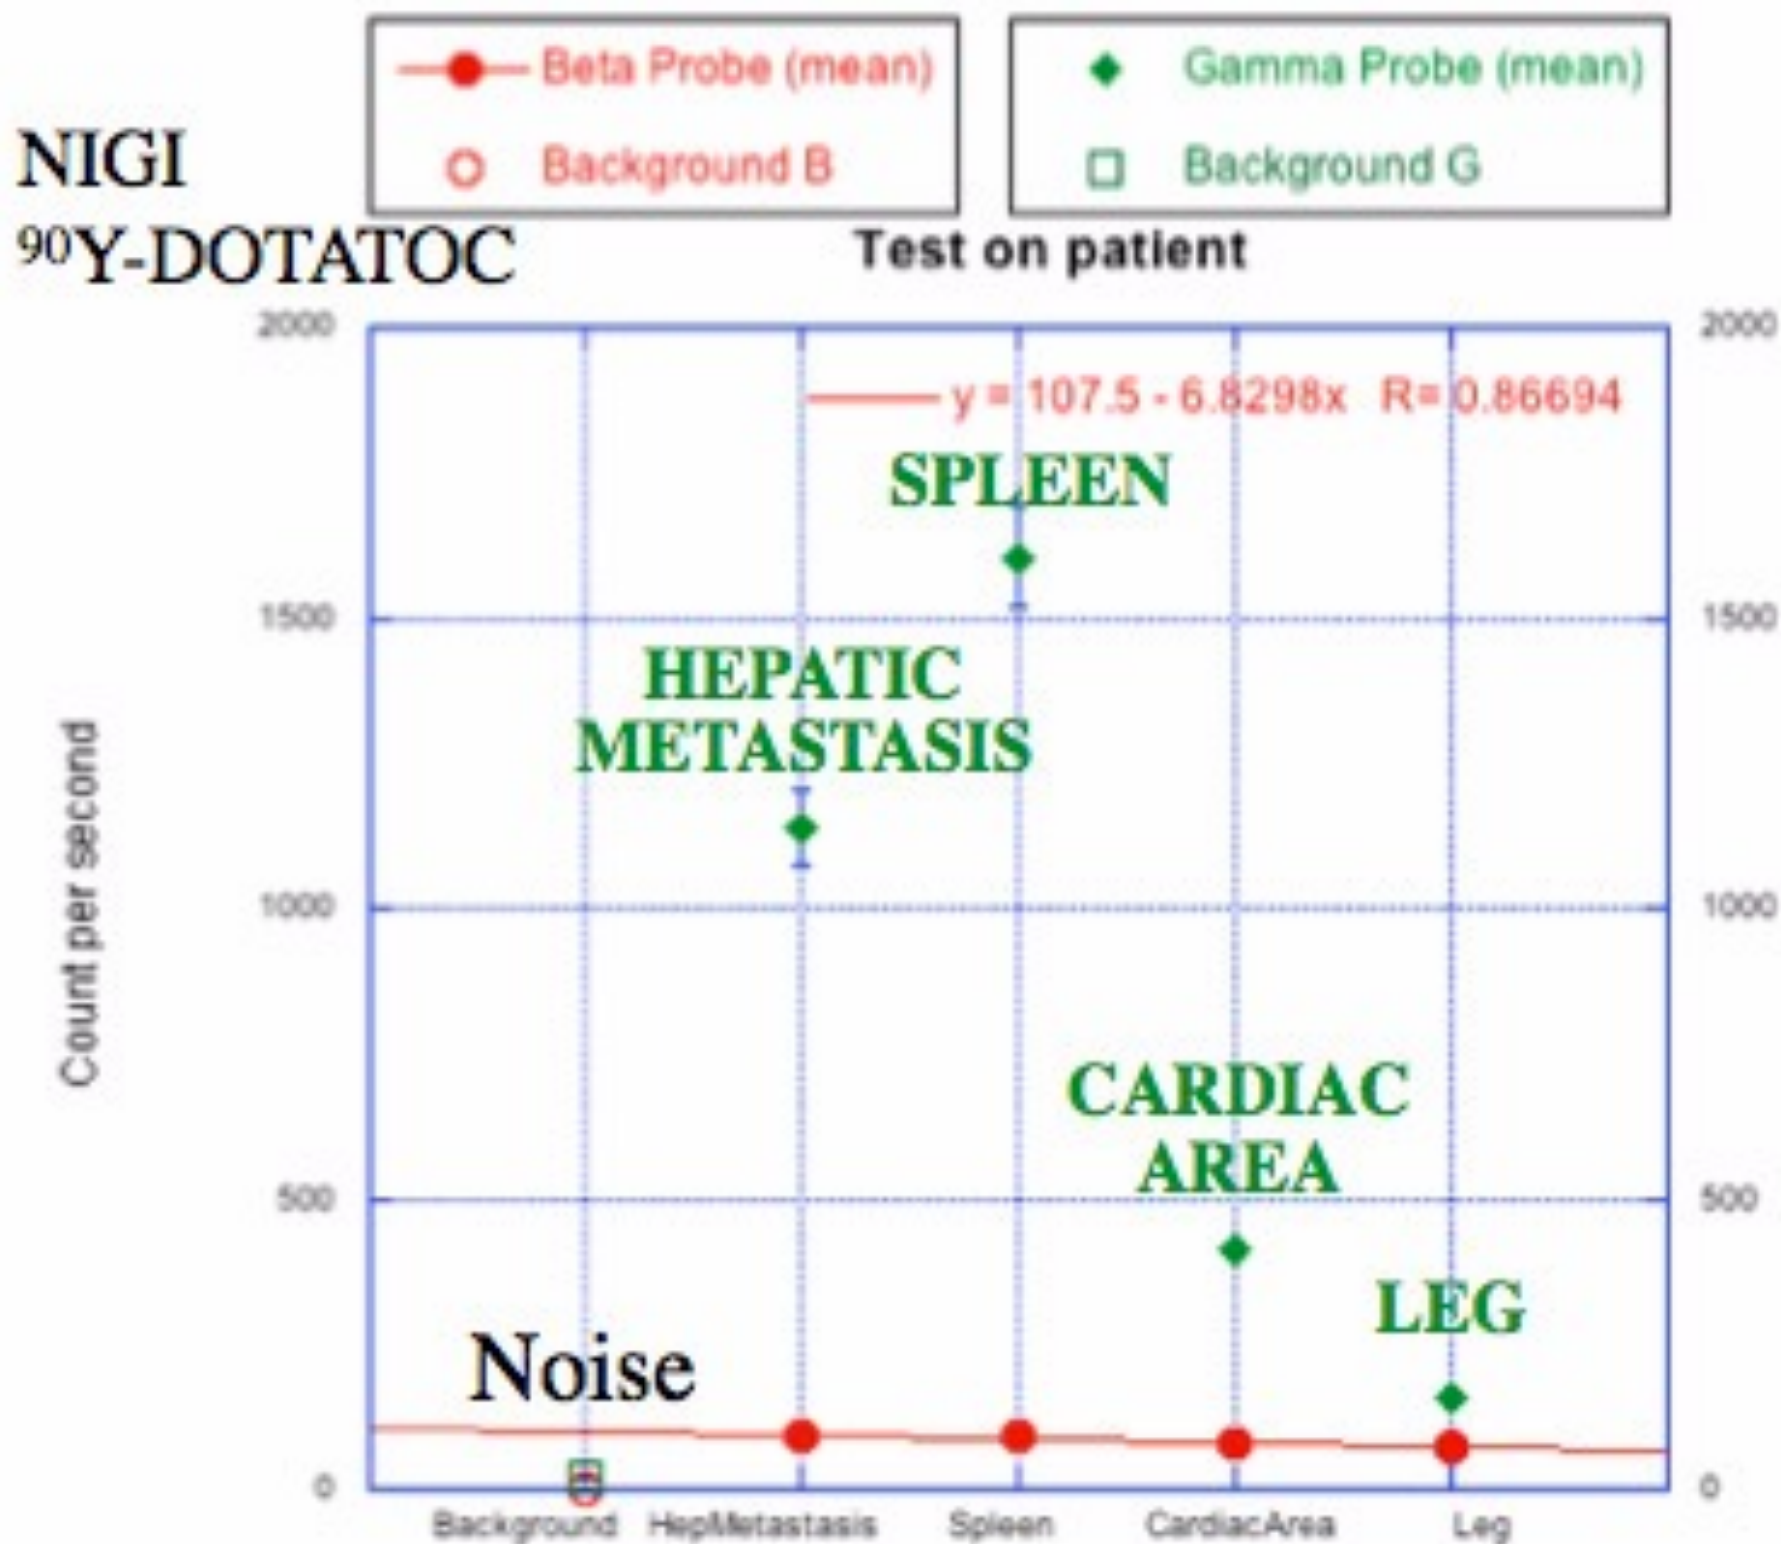 Beta Probe (mean)
Background B
Gamma Probe (mean)
Background G
NIGI
⁹⁰Y-DOTATOC
Test on patient
2000
2000
y = 107.5 - 6.8298x R= 0.86694
SPLEEN
1500
1500
HEPATIC
METASTASIS
Count per second
1000
1000
CARDIAC
AREA
500
500
LEG
Noise
0
0
Background
HepMetastasis
Spleen
CardiacArea
Leg